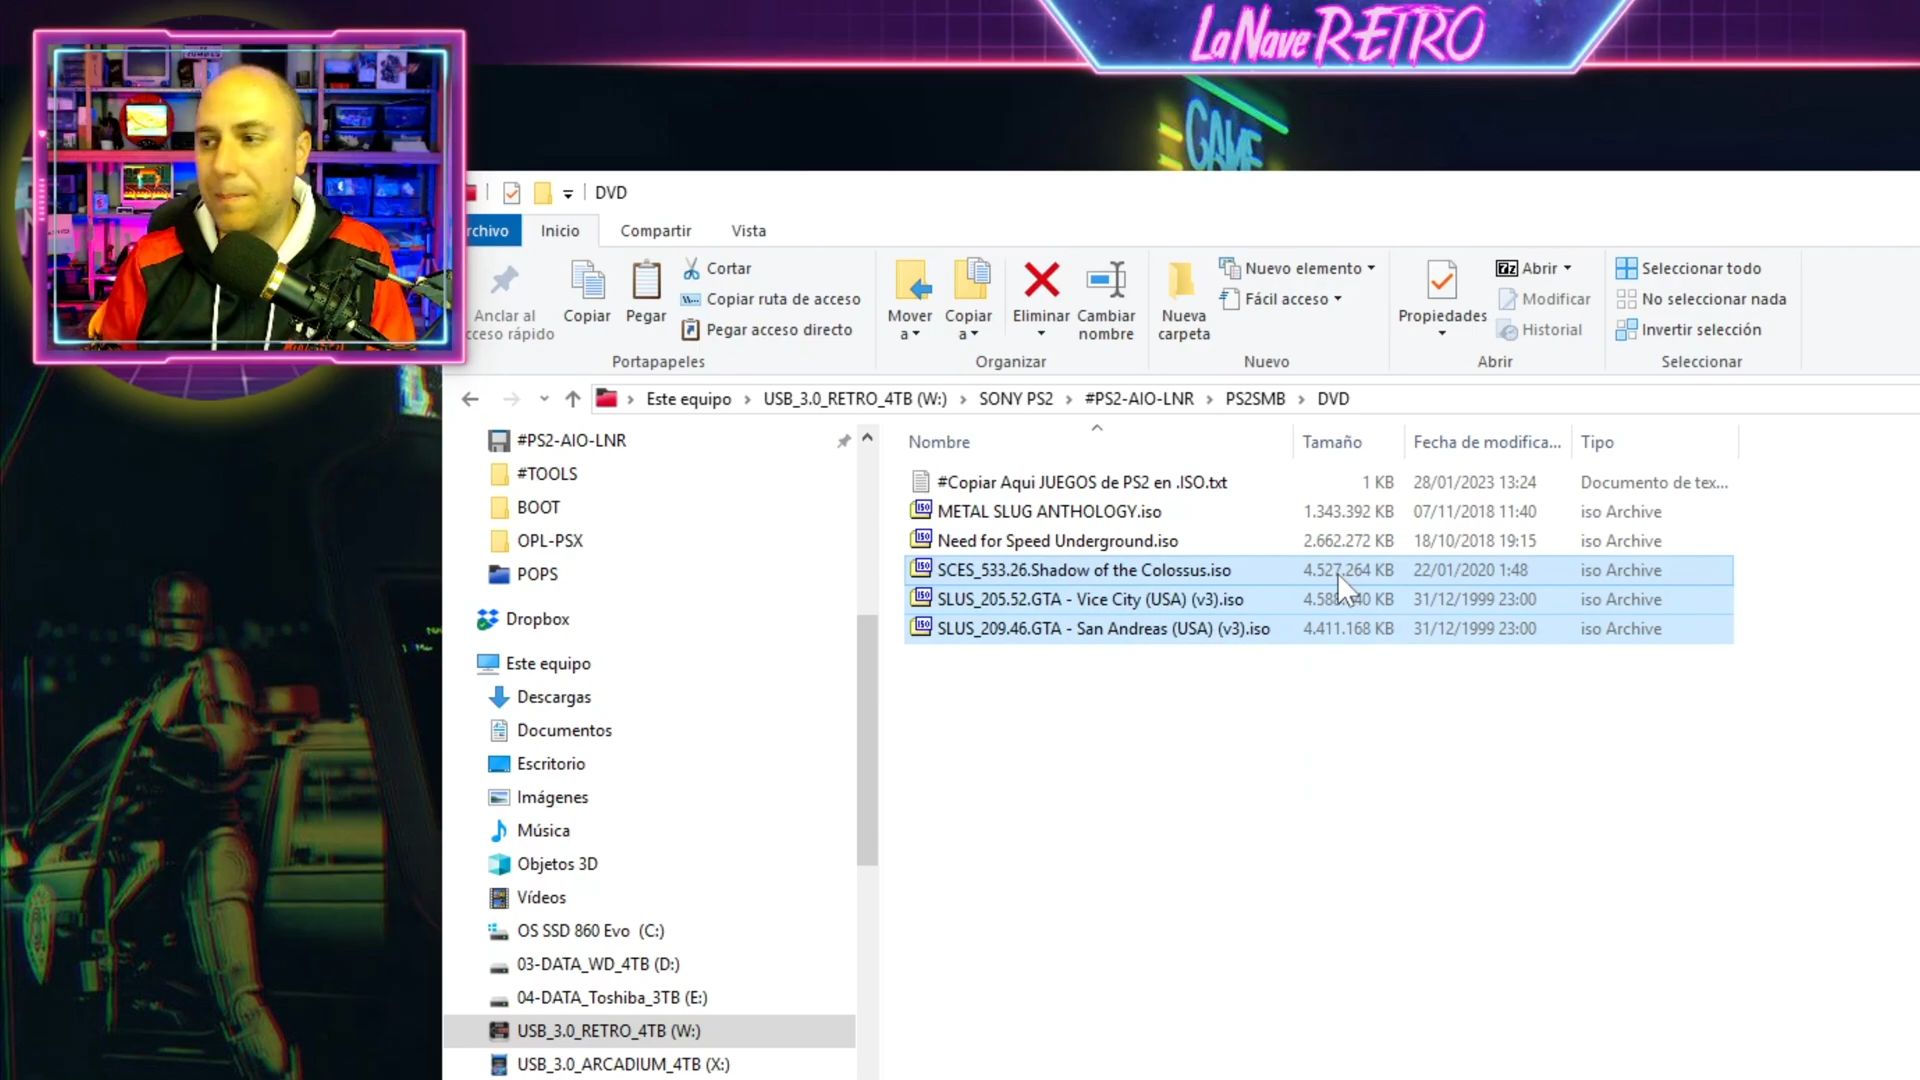 LaNave RETRO
GAME
DVD
rchivo
Inicio
Compartir
Vista
Anclar al
cceso rápido
Copiar
Pegar
Cortar
Copiar ruta de acceso
Pegar acceso directo
Portapapeles
Mover
a
Copiar
a
Eliminar
Cambiar
nombre
Organizar
Nueva
carpeta
Nuevo elemento
Fácil acceso
Nuevo
Propiedades
Abrir
Modificar
Historial
Abrir
Seleccionar todo
No seleccionar nada
Invertir selección
Seleccionar
Este equipo > USB_3.0_RETRO_4TB (W:) > SONY PS2 > #PS2-AIO-LNR > PS2SMB > DVD
#PS2-AIO-LNR
#TOOLS
BOOT
OPL-PSX
POPS
Dropbox
Este equipo
Descargas
Documentos
Escritorio
Imágenes
Música
Objetos 3D
Vídeos
OS SSD 860 Evo (C:)
03-DATA_WD_4TB (D:)
04-DATA_Toshiba_3TB (E:)
USB_3.0_RETRO_4TB (W:)
USB_3.0_ARCADIUM_4TB (X:)
Nombre Tamaño Fecha de modifica... Tipo
#Copiar Aqui JUEGOS de PS2 en .ISO.txt 1 KB 28/01/2023 13:24 Documento de tex...
METAL SLUG ANTHOLOGY.iso 1.343.392 KB 07/11/2018 11:40 iso Archive
Need for Speed Underground.iso 2.662.272 KB 18/10/2018 19:15 iso Archive
SCES_533.26.Shadow of the Colossus.iso 4.527.264 KB 22/01/2020 1:48 iso Archive
SLUS_205.52.GTA - Vice City (USA) (v3).iso KB 31/12/1999 23:00 iso Archive
SLUS_209.46.GTA - San Andreas (USA) (v3).iso 4.411.168 KB 31/12/1999 23:00 iso Archive